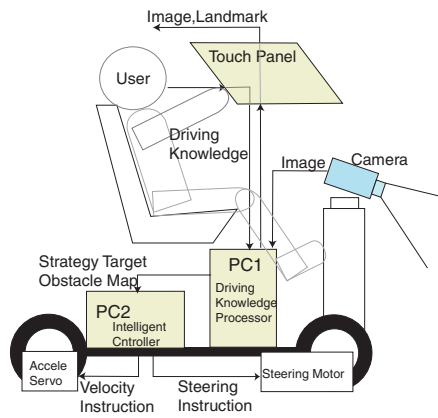 Image,Landmark
Touch Panel
User
Driving
Knowledge
Image
Camera
Strategy Target
Obstacle Map
PC1
Driving
Knowledge
Processor
PC2
Intelligent
Cntroller
Accele
Servo
Velocity
Instruction
Steering
Instruction
Steering Motor